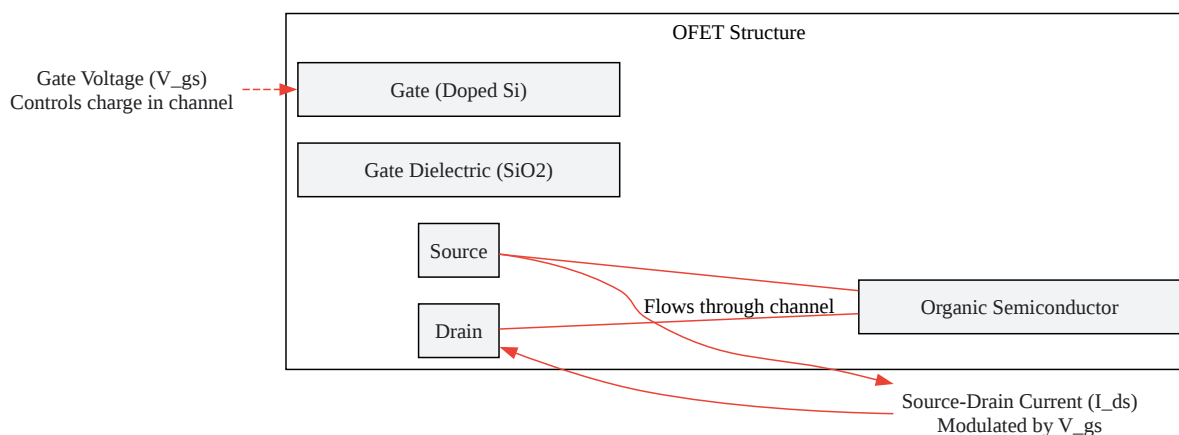 OFET Structure
Gate Voltage (V_gs)
Controls charge in channel
Gate (Doped Si)
Gate Dielectric (SiO2)
Source
Flows through channel
Organic Semiconductor
Drain
Source-Drain Current (I_ds)
Modulated by V_gs